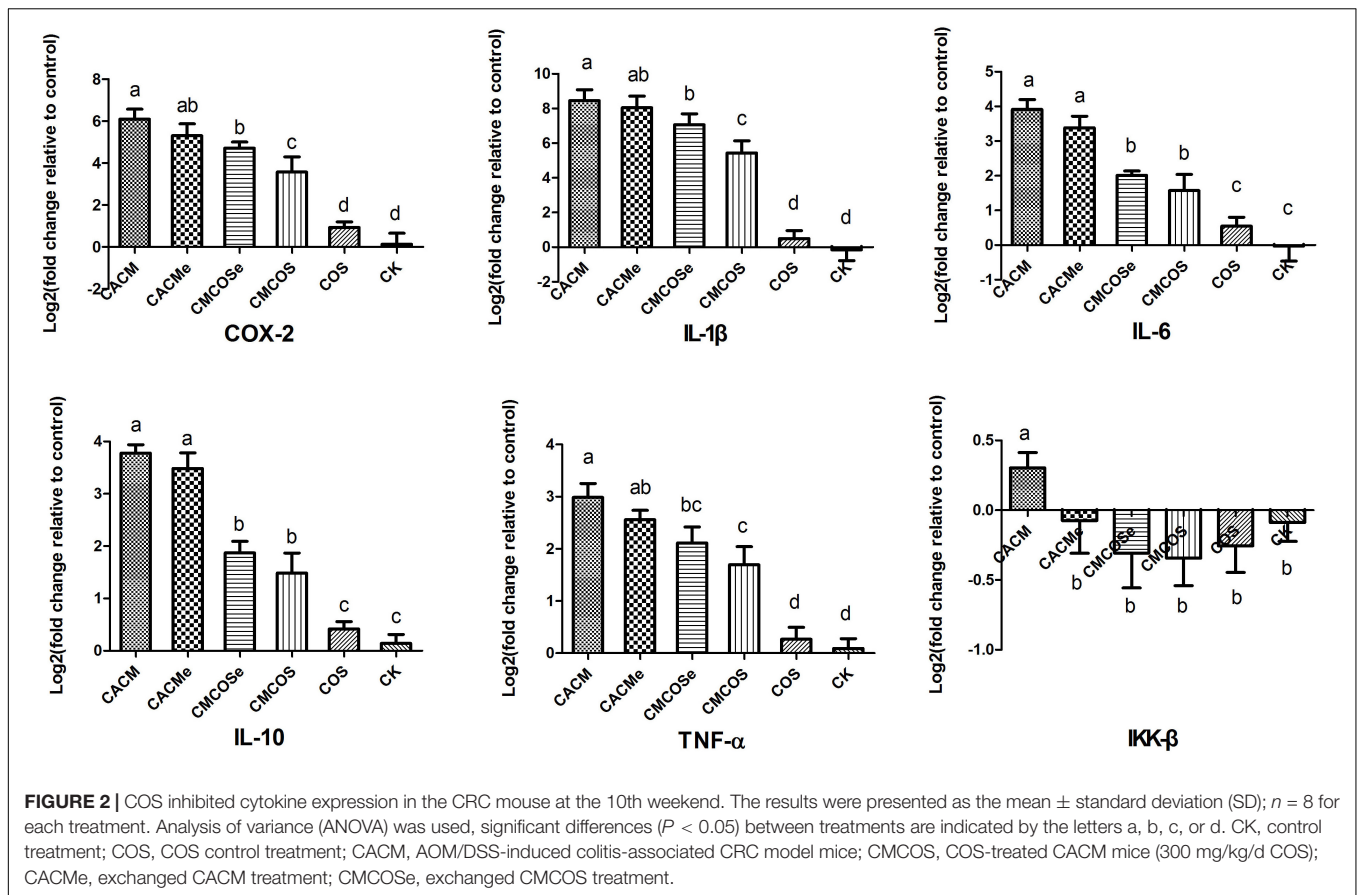 Log2(fold change relative to control)
8
6
4
2
0
-2
a
ab
b
c
d
d
CACM
CACMe
CMCOSe
CMCOS
COS
CK
COX-2
Log2(fold change relative to control)
10
8
6
4
2
0
-2
a
ab
b
c
d
d
CACM
CACMe
CMCOSe
CMCOS
COS
CK
IL-1β
Log2(fold change relative to control)
5
4
3
2
1
0
-1
a
a
b
b
c
c
CACM
CACMe
CMCOSe
CMCOS
COS
CK
IL-6
Log2(fold change relative to control)
4
3
2
1
0
a
a
b
b
c
c
CACM
CACMe
CMCOSe
CMCOS
COS
CK
IL-10
Log2(fold change relative to control)
4
3
2
1
0
a
ab
bc
c
d
d
CACM
CACMe
CMCOSe
CMCOS
COS
CK
TNF-α
Log2(fold change relative to control)
0.5
0.0
-0.5
-1.0
a
b
b
b
b
b
CACM
CACMe
CMCOSe
CMCOS
COS
CK
IKK-β
FIGURE 2 | COS inhibited cytokine expression in the CRC mouse at the 10th weekend. The results were presented as the mean ± standard deviation (SD); n = 8 for
each treatment. Analysis of variance (ANOVA) was used, significant differences (P < 0.05) between treatments are indicated by the letters a, b, c, or d. CK, control
treatment; COS, COS control treatment; CACM, AOM/DSS-induced colitis-associated CRC model mice; CMCOS, COS-treated CACM mice (300 mg/kg/d COS);
CACMe, exchanged CACM treatment; CMCOSe, exchanged CMCOS treatment.